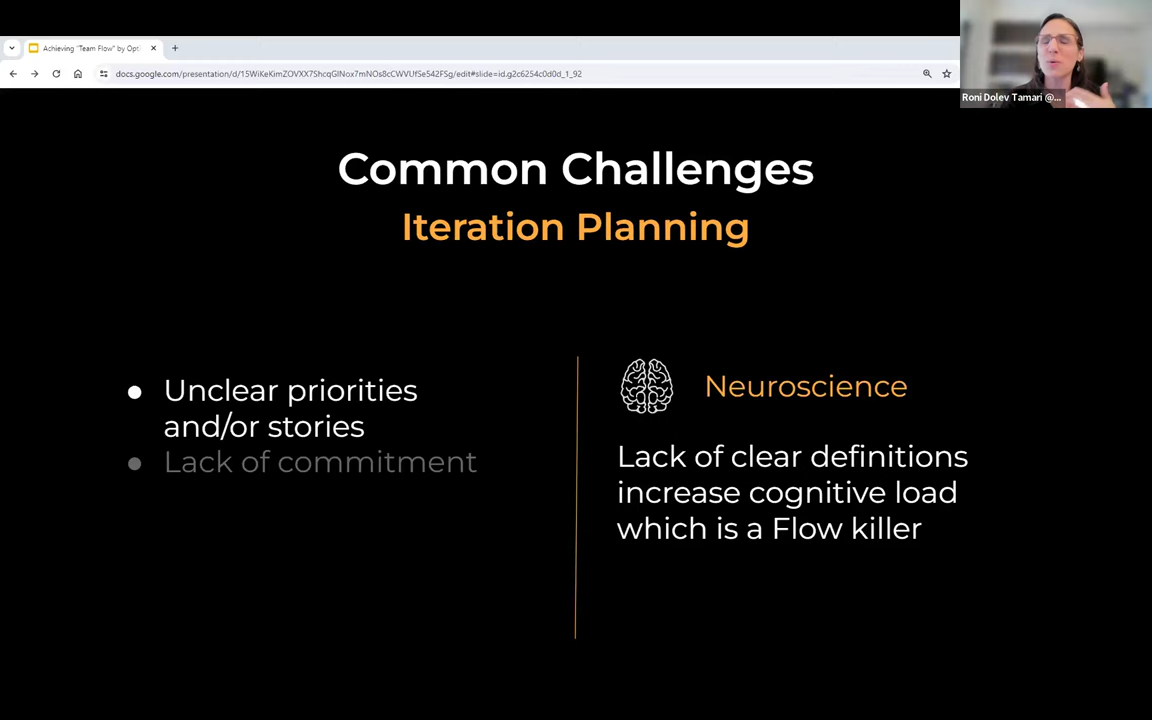 Achieving "Team Flow" by Opti
docs.google.com/presentation/d/15WiKeKimZOVXX7ShcqGlNox7mNOs8cCWVUfSe542FSg/edit#slide=id.g2c6254c0d0d_1_92
Roni Dolev Tamari @...
Common Challenges
Iteration Planning
● Unclear priorities
and/or stories
● Lack of commitment
Neuroscience
Lack of clear definitions
increase cognitive load
which is a Flow killer